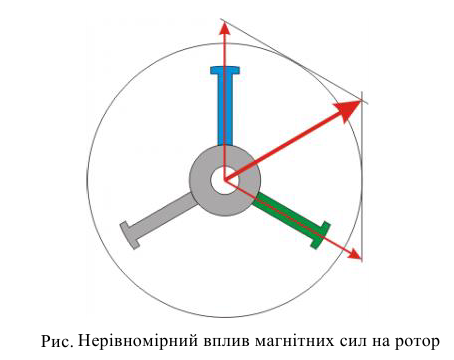 Рис. Нерівномірний вплив магнітних сил на ротор